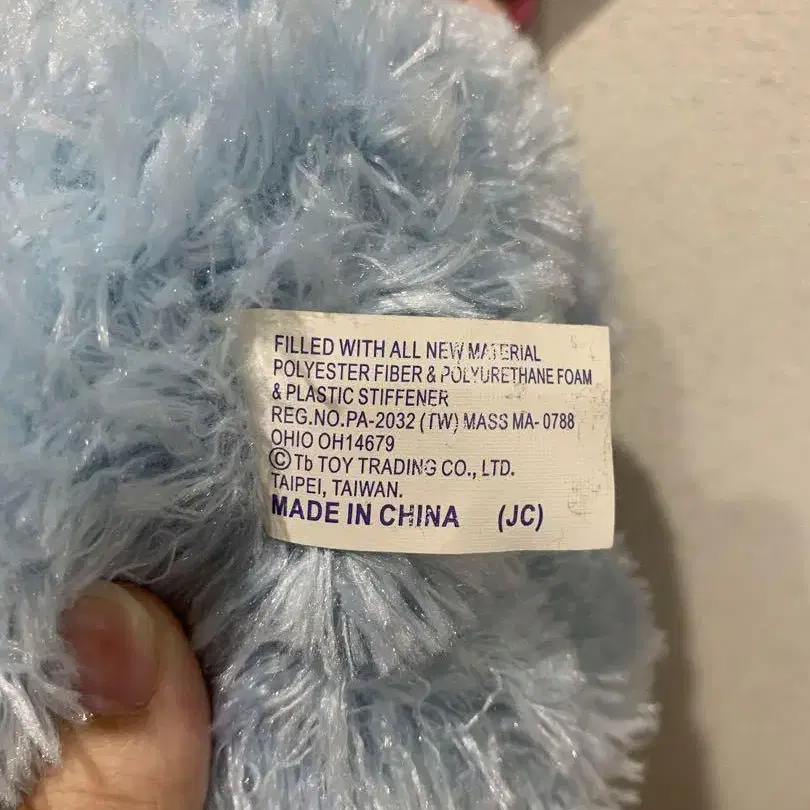 FILLED WITH ALL NEW MATERIAL
POLYESTER FIBER & POLYURETHANE FOAM
& PLASTIC STIFFENER
REG.NO.PA-2032 (TW) MASS MA-0788
OHIO OH14679
©Tb TOY TRADING CO., LTD.
TAIPEI, TAIWAN.
MADE IN CHINA (JC)